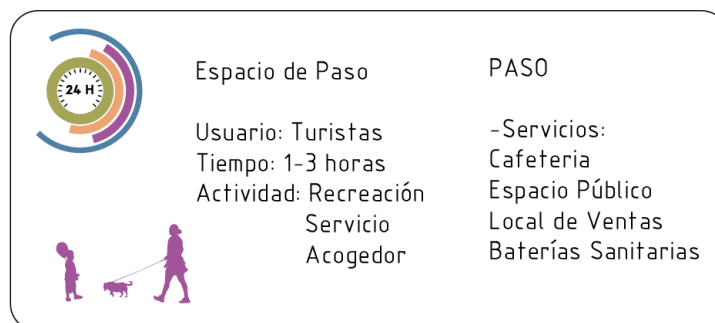 24 H
Espacio de Paso
Usuario: Turistas
Tiempo: 1-3 horas
Actividad: Recreación
Servicio
Acogedor
PASO
-Servicios:
Cafeteria
Espacio Público
Local de Ventas
Baterías Sanitarias